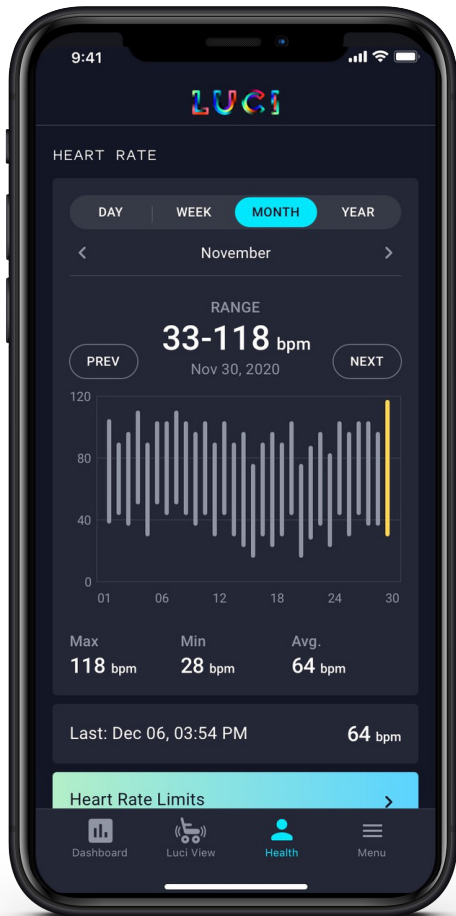 9:41
LUCI
HEART RATE
DAY WEEK MONTH YEAR
November
RANGE
33-118 bpm
PREV Nov 30, 2020 NEXT
120
80
40
0
01 06 12 18 24 30
Max Min Avg.
118 bpm 28 bpm 64 bpm
Last: Dec 06, 03:54 PM 64 bpm
Heart Rate Limits
Dashboard Luci View Health Menu